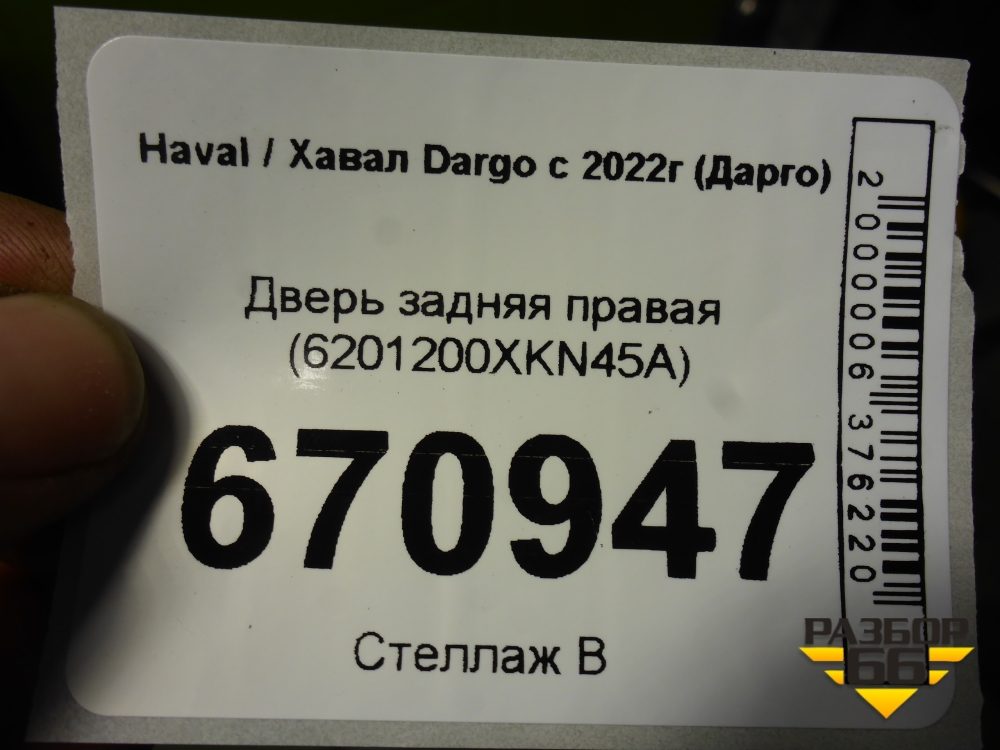 Haval / Хавал Dargo с 2022г (Дарго)
Дверь задняя правая
(6201200XKN45A)
670947
Стеллаж В
2000006376220
РАЗБОР
66